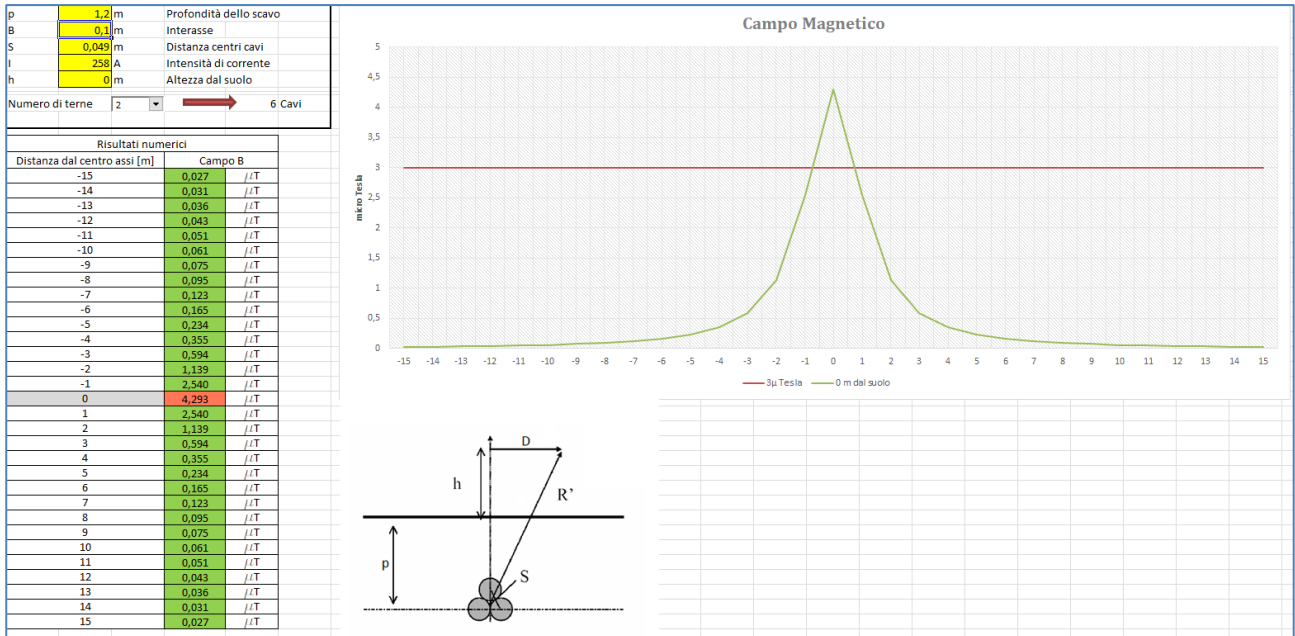 p 1,2 m Profondità dello scavo
B 0,1 m Interasse
S 0,049 m Distanza centri cavi
I 258 A Intensità di corrente
h 0 m Altezza dal suolo
Numero di terne 2 6 Cavi
Risultati numerici
Distanza dal centro assi [m] Campo B
-15 0,027 μT
-14 0,031 μT
-13 0,036 μT
-12 0,043 μT
-11 0,051 μT
-10 0,061 μT
-9 0,075 μT
-8 0,095 μT
-7 0,123 μT
-6 0,165 μT
-5 0,234 μT
-4 0,355 μT
-3 0,594 μT
-2 1,139 μT
-1 2,540 μT
0 4,293 μT
1 2,540 μT
2 1,139 μT
3 0,594 μT
4 0,355 μT
5 0,234 μT
6 0,165 μT
7 0,123 μT
8 0,095 μT
9 0,075 μT
10 0,061 μT
11 0,051 μT
12 0,043 μT
13 0,036 μT
14 0,031 μT
15 0,027 μT
Campo Magnetico
5
4,5
4
3,5
3
2,5
2
1,5
1
0,5
0
micro Tesla
-15 -14 -13 -12 -11 -10 -9 -8 -7 -6 -5 -4 -3 -2 -1 0 1 2 3 4 5 6 7 8 9 10 11 12 13 14 15
3μ Tesla 0 m dal suolo
D
h
R’
p
S